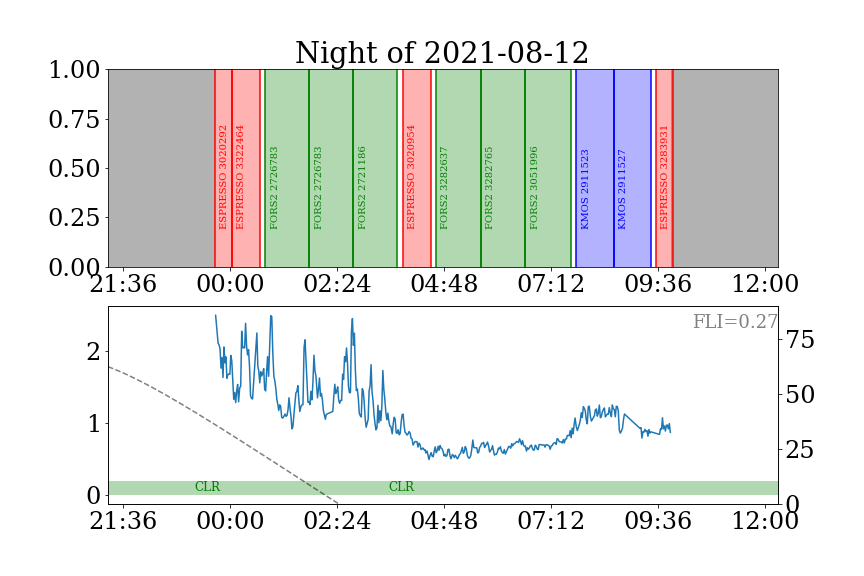 Night of 2021-08-12
1.00
0.75
0.50
0.25
0.00
ESPRESSO 3020292
ESPRESSO 3322464
FORS2 2726783
FORS2 2726783
FORS2 2721186
ESPRESSO 3020954
FORS2 3282637
FORS2 3282765
FORS2 3051996
KMOS 2911523
KMOS 2911527
ESPRESSO 3283931
21:36 00:00 02:24 04:48 07:12 09:36 12:00
FLI=0.27
2
1
0
75
50
25
0
CLR CLR
21:36 00:00 02:24 04:48 07:12 09:36 12:00